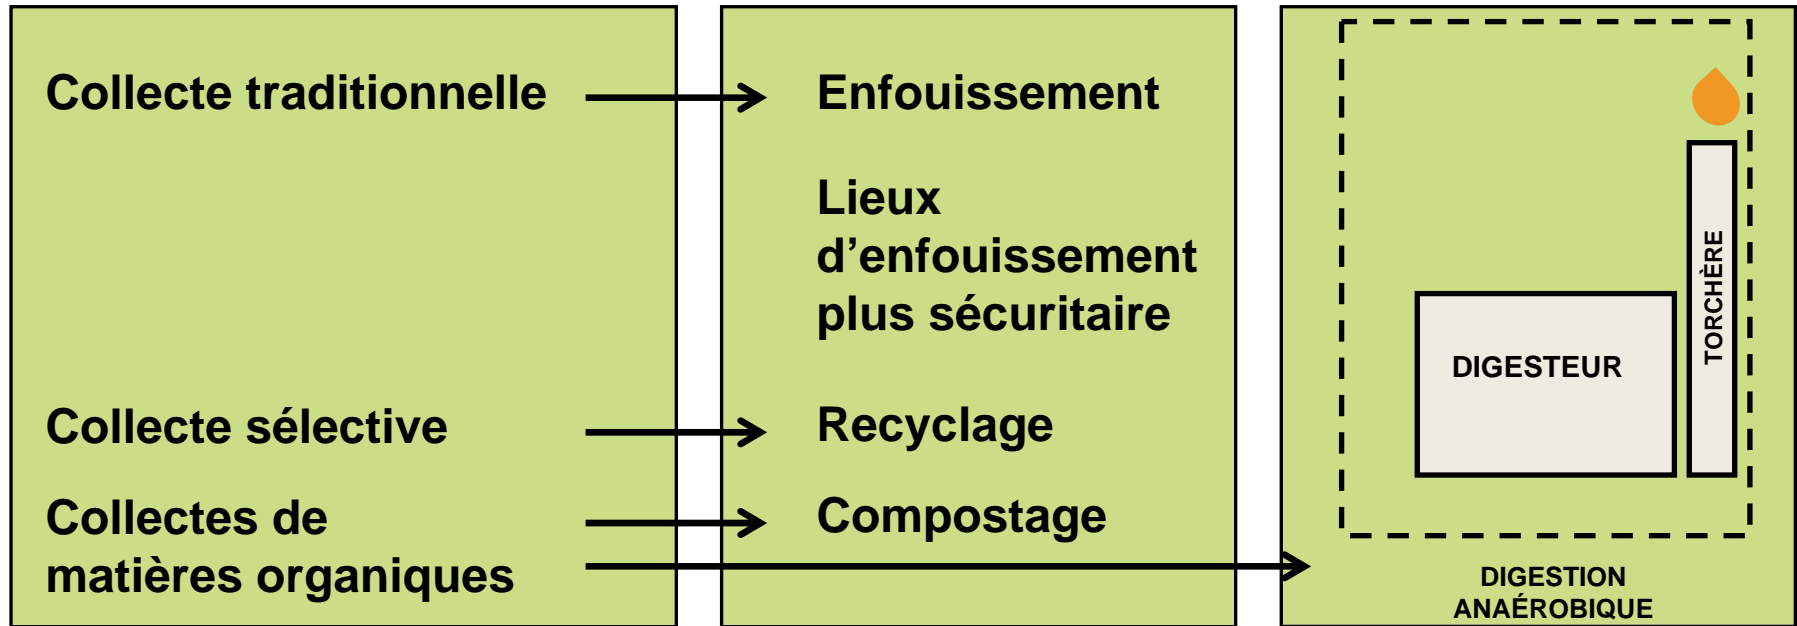 Collecte traditionnelle
Enfouissement
Lieux
d’enfouissement
plus sécuritaire
Collecte sélective
Recyclage
Collectes de
matières organiques
Compostage
DIGESTEUR
TORCHÈRE
DIGESTION
ANAÉROBIQUE